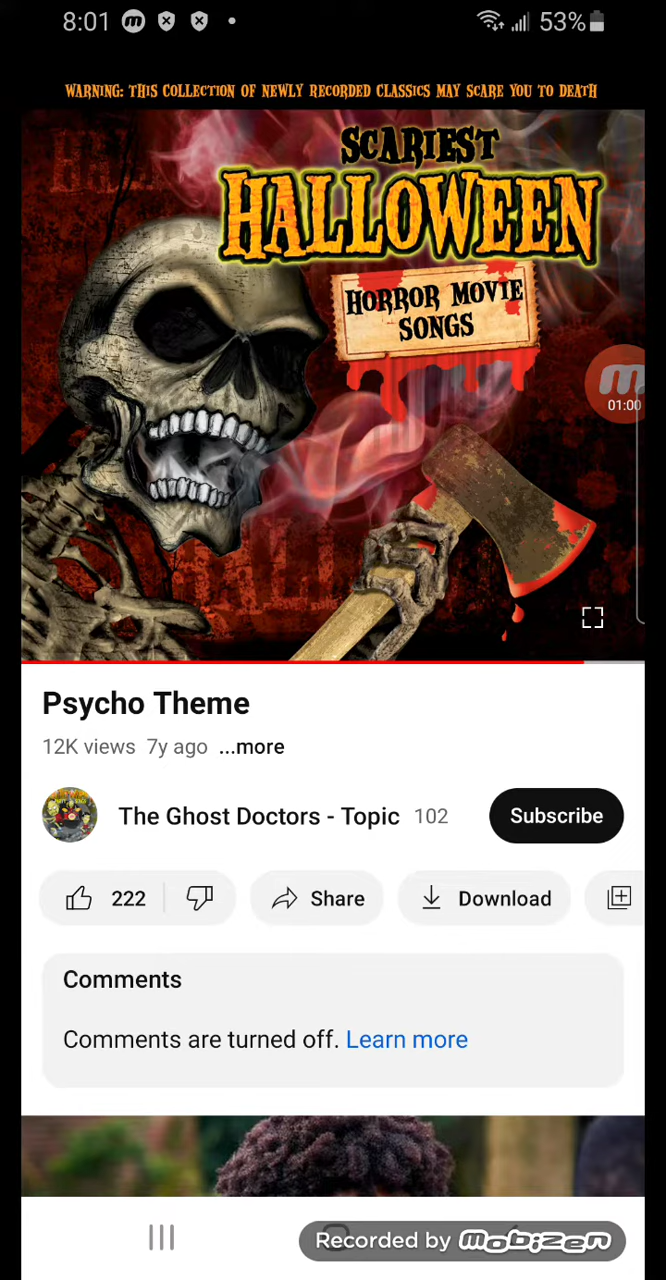 8:01 m 53%
WARNING: THIS COLLECTION OF NEWLY RECORDED CLASSICS MAY SCARE YOU TO DEATH
SCARIEST
HALLOWEEN
HORROR MOVIE
SONGS
m
01:00
Psycho Theme
12K views 7y ago ...more
The Ghost Doctors - Topic 102 Subscribe
222 Share Download
Comments
Comments are turned off. Learn more
Recorded by mobizen